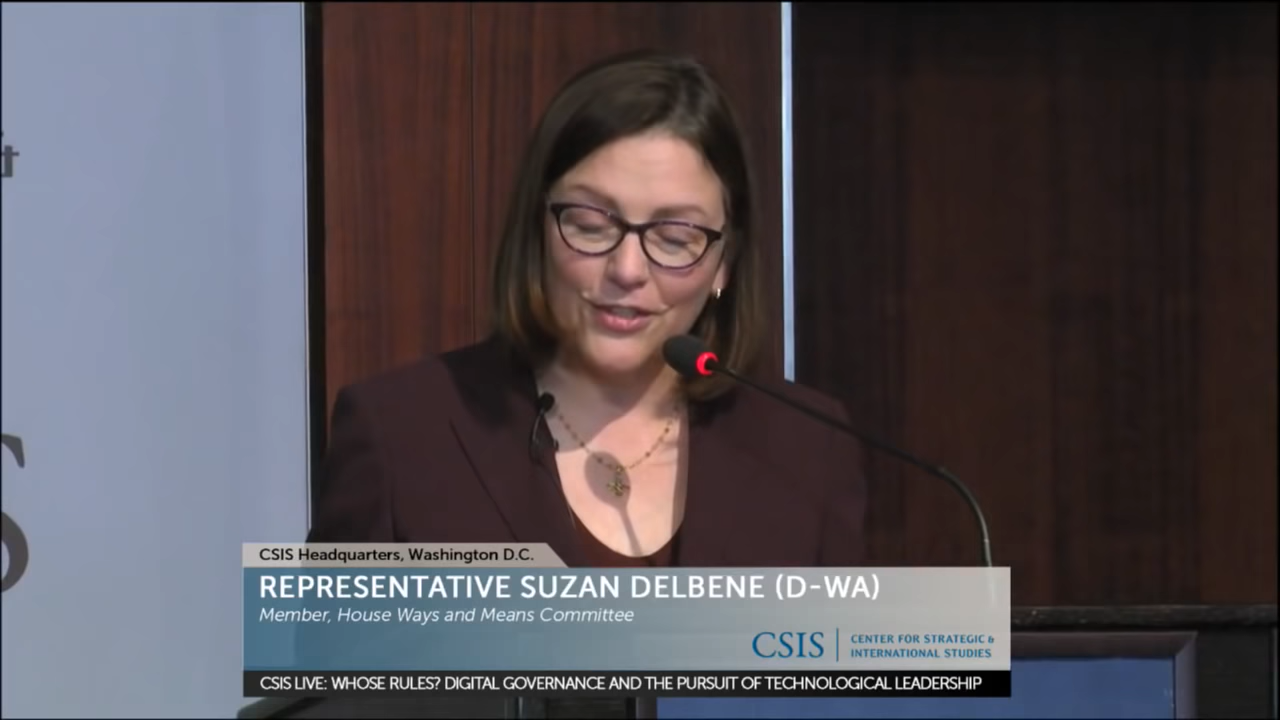 CSIS Headquarters, Washington D.C.
REPRESENTATIVE SUZAN DELBENE (D-WA)
Member, House Ways and Means Committee
CSIS
CENTER FOR STRATEGIC &
INTERNATIONAL STUDIES
CSIS LIVE: WHOSE RULES? DIGITAL GOVERNANCE AND THE PURSUIT OF TECHNOLOGICAL LEADERSHIP